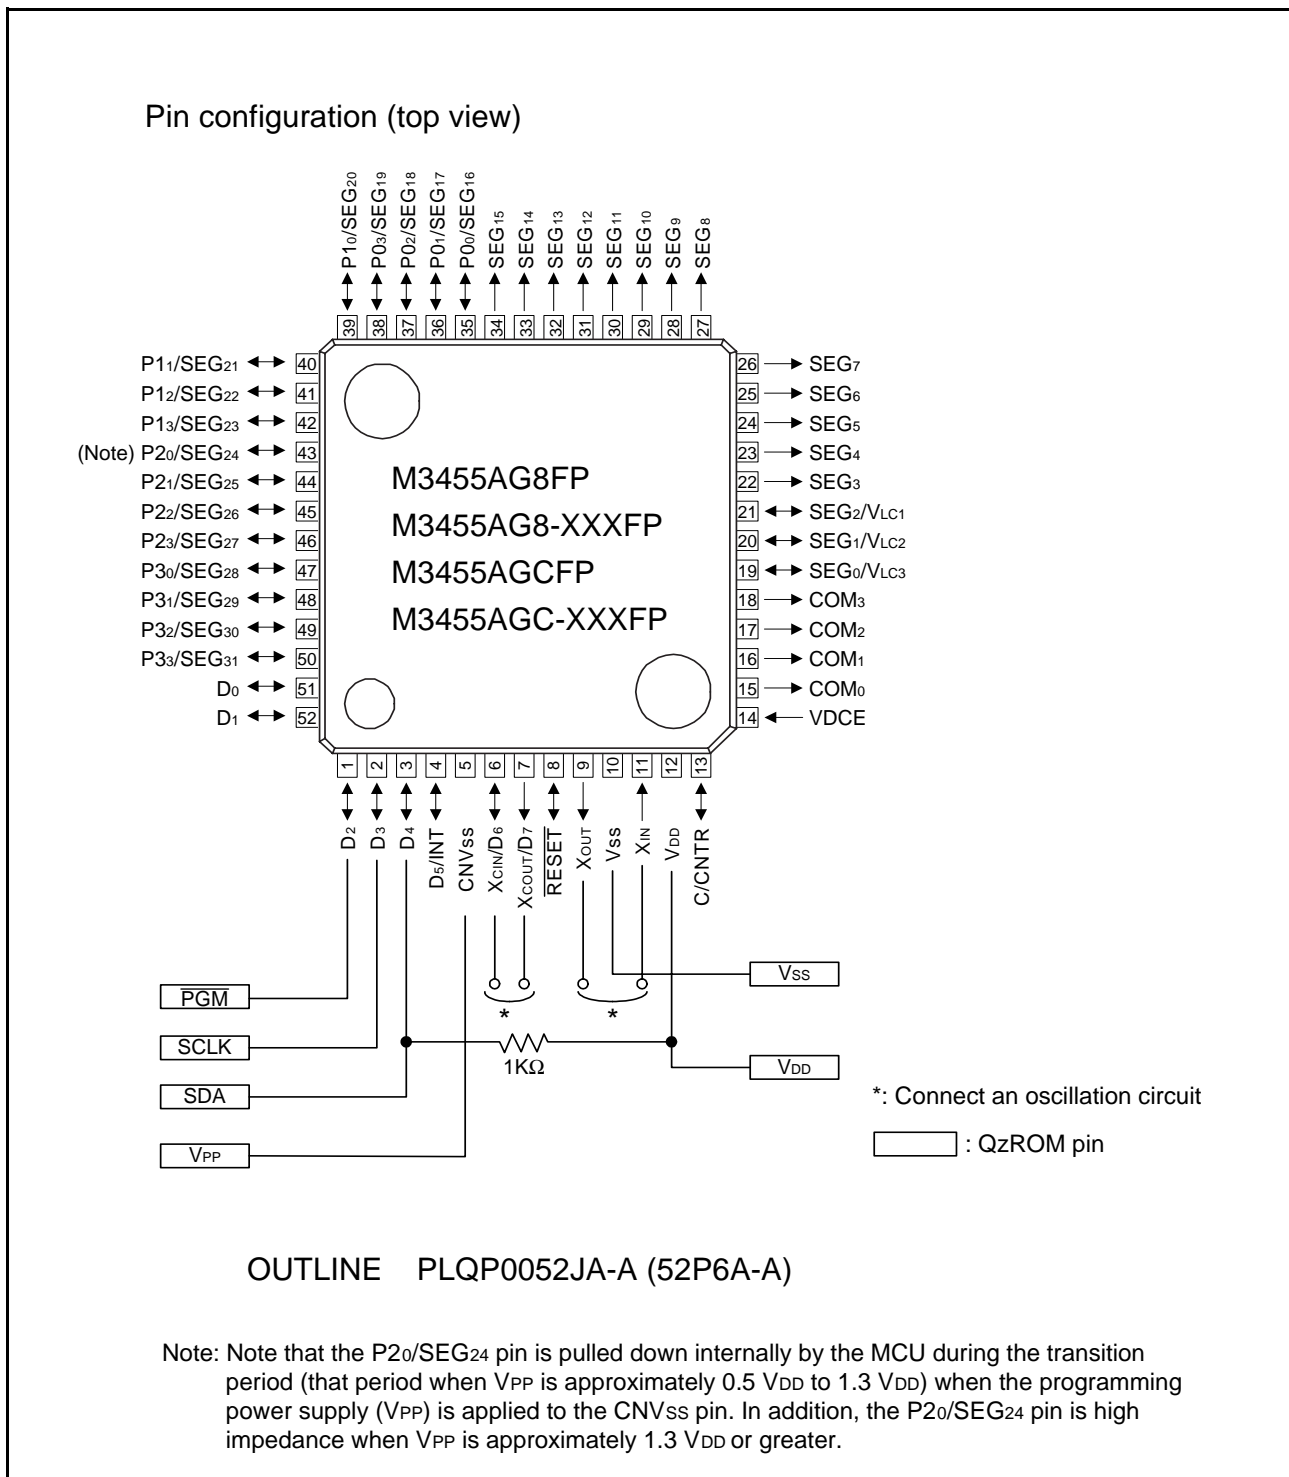 Pin configuration (top view)
P10/SEG20
P03/SEG19
P02/SEG18
P01/SEG17
P00/SEG16
SEG15
SEG14
SEG13
SEG12
SEG11
SEG10
SEG9
SEG8
39 38 37 36 35 34 33 32 31 30 29 28 27
P11/SEG21 40
P12/SEG22 41
P13/SEG23 42
(Note) P20/SEG24 43
P21/SEG25 44
P22/SEG26 45
P23/SEG27 46
P30/SEG28 47
P31/SEG29 48
P32/SEG30 49
P33/SEG31 50
D0 51
D1 52
M3455AG8FP
M3455AG8-XXXFP
M3455AGCFP
M3455AGC-XXXFP
26 SEG7
25 SEG6
24 SEG5
23 SEG4
22 SEG3
21 SEG2/VLC1
20 SEG1/VLC2
19 SEG0/VLC3
18 COM3
17 COM2
16 COM1
15 COM0
14 VDCE
1 2 3 4 5 6 7 8 9 10 11 12 13
D2
D3
D4
D5/INT
CNVss
XCIN/D6
XCOUT/D7
RESET
XOUT
Vss
XIN
VDD
C/CNTR
PGM
SCLK
SDA
VPP
*
*
1KΩ
Vss
VDD
*: Connect an oscillation circuit
: QzROM pin
OUTLINE PLQP0052JA-A (52P6A-A)
Note: Note that the P20/SEG24 pin is pulled down internally by the MCU during the transition
period (that period when VPP is approximately 0.5 VDD to 1.3 VDD) when the programming
power supply (VPP) is applied to the CNVss pin. In addition, the P20/SEG24 pin is high
impedance when VPP is approximately 1.3 VDD or greater.